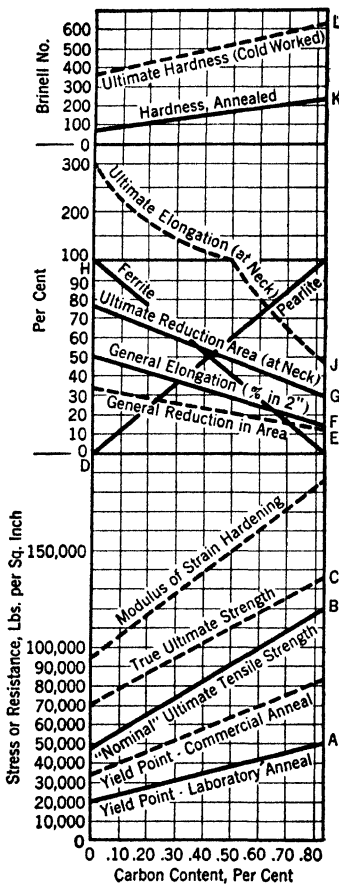 Brinell No.
600
500
400
300
200
100
0
L
K
Ultimate Hardness (Cold Worked)
Hardness, Annealed
Per Cent
300
200
100
H
90
80
70
60
50
40
30
20
10
0
D
Ultimate Elongation (at Neck)
Ferrite
Pearlite
Ultimate Reduction Area (at Neck)
General Elongation (% in 2")
General Reduction in Area
J
G
F
E
Stress or Resistance, Lbs. per Sq. Inch
150,000
100,000
90,000
80,000
70,000
60,000
50,000
40,000
30,000
20,000
10,000
0
Modulus of Strain Hardening
True Ultimate Strength
"Nominal" Ultimate Tensile Strength
Yield Point - Commercial Anneal
Yield Point - Laboratory Anneal
C
B
A
0 .10 .20 .30 .40 .50 .60 .70 .80
Carbon Content, Per Cent